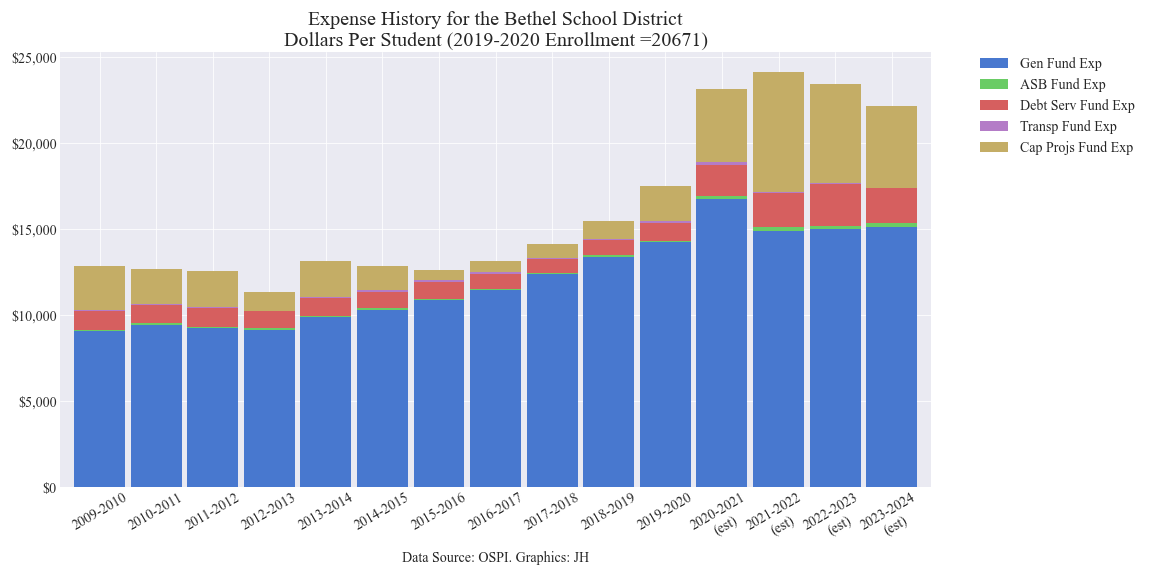 Expense History for the Bethel School District
Dollars Per Student (2019-2020 Enrollment =20671)
$25,000
$20,000
$15,000
$10,000
$5,000
$0
Gen Fund Exp
ASB Fund Exp
Debt Serv Fund Exp
Transp Fund Exp
Cap Projs Fund Exp
2009-2010
2010-2011
2011-2012
2012-2013
2013-2014
2014-2015
2015-2016
2016-2017
2017-2018
2018-2019
2019-2020
2020-2021
(est)
2021-2022
(est)
2022-2023
(est)
2023-2024
(est)
Data Source: OSPI. Graphics: JH